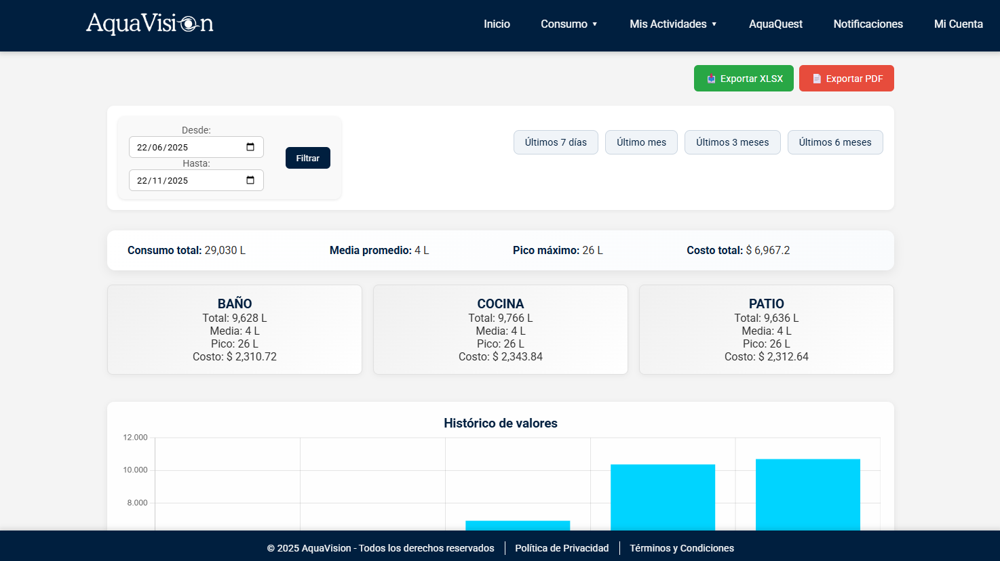 AquaVision
Inicio
Consumo ▼
Mis Actividades ▼
AquaQuest
Notificaciones
Mi Cuenta
Exportar XLSX
Exportar PDF
Desde:
22/06/2025
Hasta:
22/11/2025
Filtrar
Últimos 7 días
Último mes
Últimos 3 meses
Últimos 6 meses
Consumo total: 29,030 L
Media promedio: 4 L
Pico máximo: 26 L
Costo total: $ 6,967.2
BAÑO
Total: 9,628 L
Media: 4 L
Pico: 26 L
Costo: $ 2,310.72
COCINA
Total: 9,766 L
Media: 4 L
Pico: 26 L
Costo: $ 2,343.84
PATIO
Total: 9,636 L
Media: 4 L
Pico: 26 L
Costo: $ 2,312.64
Histórico de valores
12.000
10.000
8.000
© 2025 AquaVision - Todos los derechos reservados
Política de Privacidad
Términos y Condiciones